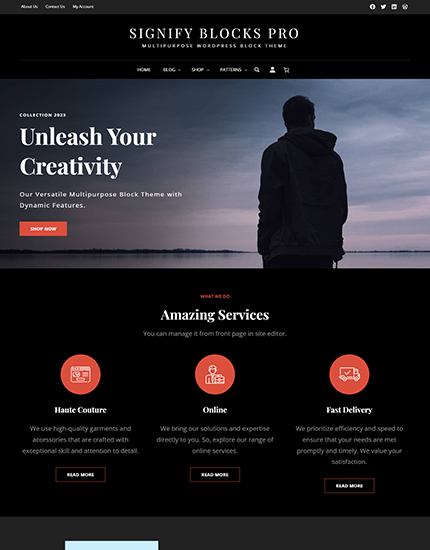 About Us Contact Us My Account
SIGNIFY BLOCKS PRO
MULTIPURPOSE WORDPRESS BLOCK THEME
HOME BLOG SHOP PATTERNS
COLLECTION 2023
Unleash Your
Creativity
Our Versatile Multipurpose Block Theme with
Dynamic Features.
SHOP NOW
WHAT WE DO
Amazing Services
You can manage it from front page in site editor.
Haute Couture
We use high-quality garments and
accessories that are crafted with
exceptional skill and attention to detail.
READ MORE
Online
We bring our solutions and expertise
directly to you. So, explore our range of
online services.
READ MORE
Fast Delivery
We prioritize efficiency and speed to
ensure that your needs are met
promptly and timely. We value your
satisfaction.
READ MORE